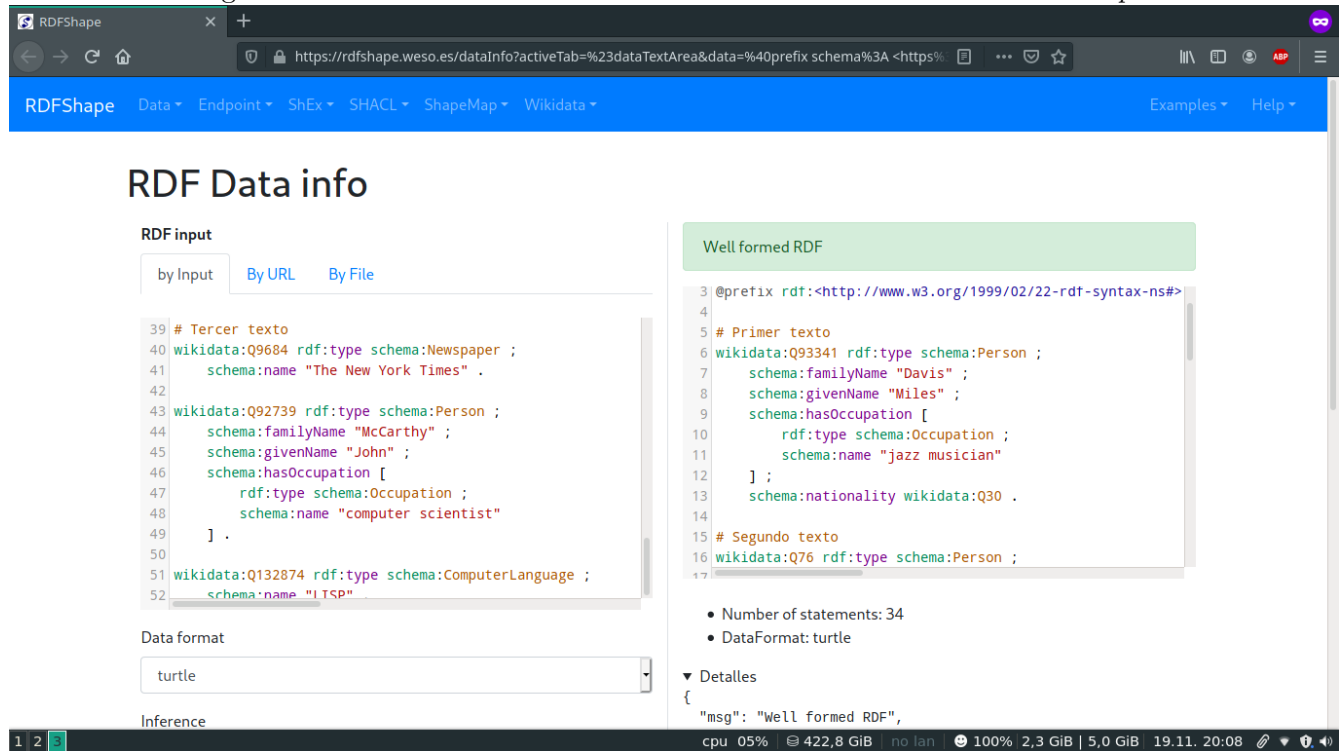 RDFShape
https://rdfshape.weso.es/dataInfo?activeTab=%23dataTextArea&data=%40prefix schema%3A <https%
ABP
RDFShape Data Endpoint ShEx SHACL ShapeMap Wikidata Examples Help
RDF Data info
RDF input
by Input By URL By File
39 # Tercer texto
40 wikidata:Q9684 rdf:type schema:Newspaper ;
41 schema:name "The New York Times" .
42
43 wikidata:Q92739 rdf:type schema:Person ;
44 schema:familyName "McCarthy" ;
45 schema:givenName "John" ;
46 schema:hasOccupation [
47 rdf:type schema:Occupation ;
48 schema:name "computer scientist"
49 ] .
50
51 wikidata:Q132874 rdf:type schema:ComputerLanguage ;
52 schema:name "LISP" .
Data format
turtle
Inference
Well formed RDF
3 @prefix rdf:<http://www.w3.org/1999/02/22-rdf-syntax-ns#>
4
5 # Primer texto
6 wikidata:Q93341 rdf:type schema:Person ;
7 schema:familyName "Davis" ;
8 schema:givenName "Miles" ;
9 schema:hasOccupation [
10 rdf:type schema:Occupation ;
11 schema:name "jazz musician"
12 ] ;
13 schema:nationality wikidata:Q30 .
14
15 # Segundo texto
16 wikidata:Q76 rdf:type schema:Person ;
17
• Number of statements: 34
• DataFormat: turtle
▼ Detalles
{
"msg": "Well formed RDF",
1 2 3 cpu 05% 422,8 GiB no lan 100% 2,3 GiB | 5,0 GiB 19.11. 20:08